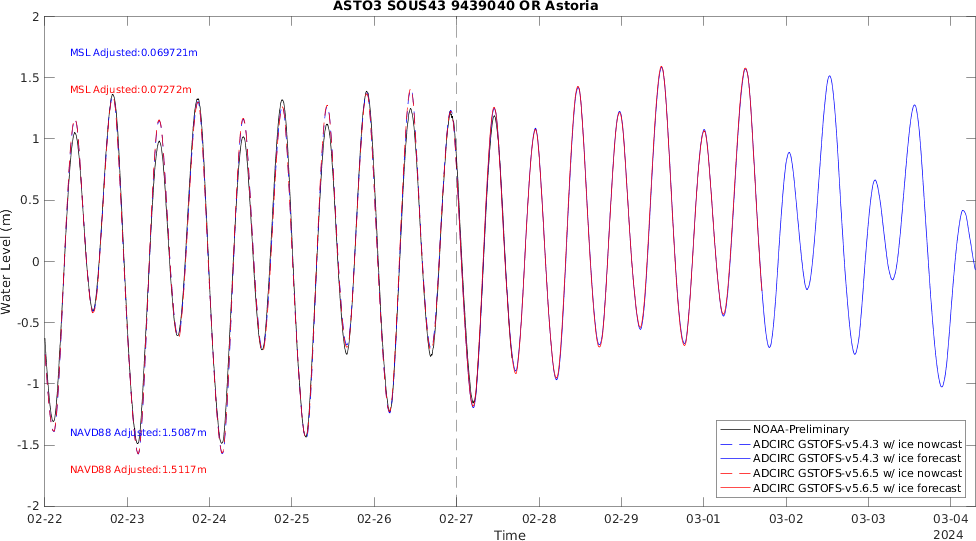 ASTO3 SOUS43 9439040 OR Astoria
MSL Adjusted:0.069721m
MSL Adjusted:0.07272m
NAVD88 Adjusted:1.5087m
NAVD88 Adjusted:1.5117m
Water Level (m)
2
1.5
1
0.5
0
-0.5
-1
-1.5
-2
NOAA-Preliminary
ADCIRC GSTOFS-v5.4.3 w/ ice nowcast
ADCIRC GSTOFS-v5.4.3 w/ ice forecast
ADCIRC GSTOFS-v5.6.5 w/ ice nowcast
ADCIRC GSTOFS-v5.6.5 w/ ice forecast
02-22 02-23 02-24 02-25 02-26 02-27 02-28 02-29 03-01 03-02 03-03 03-04
2024
Time